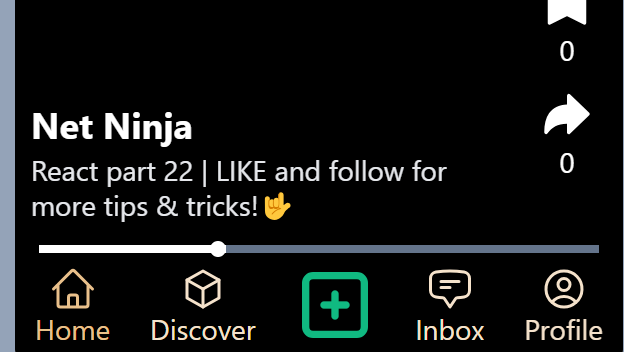 0
0
Net Ninja
React part 22 | LIKE and follow for
more tips & tricks!🤟
Home Discover Inbox Profile